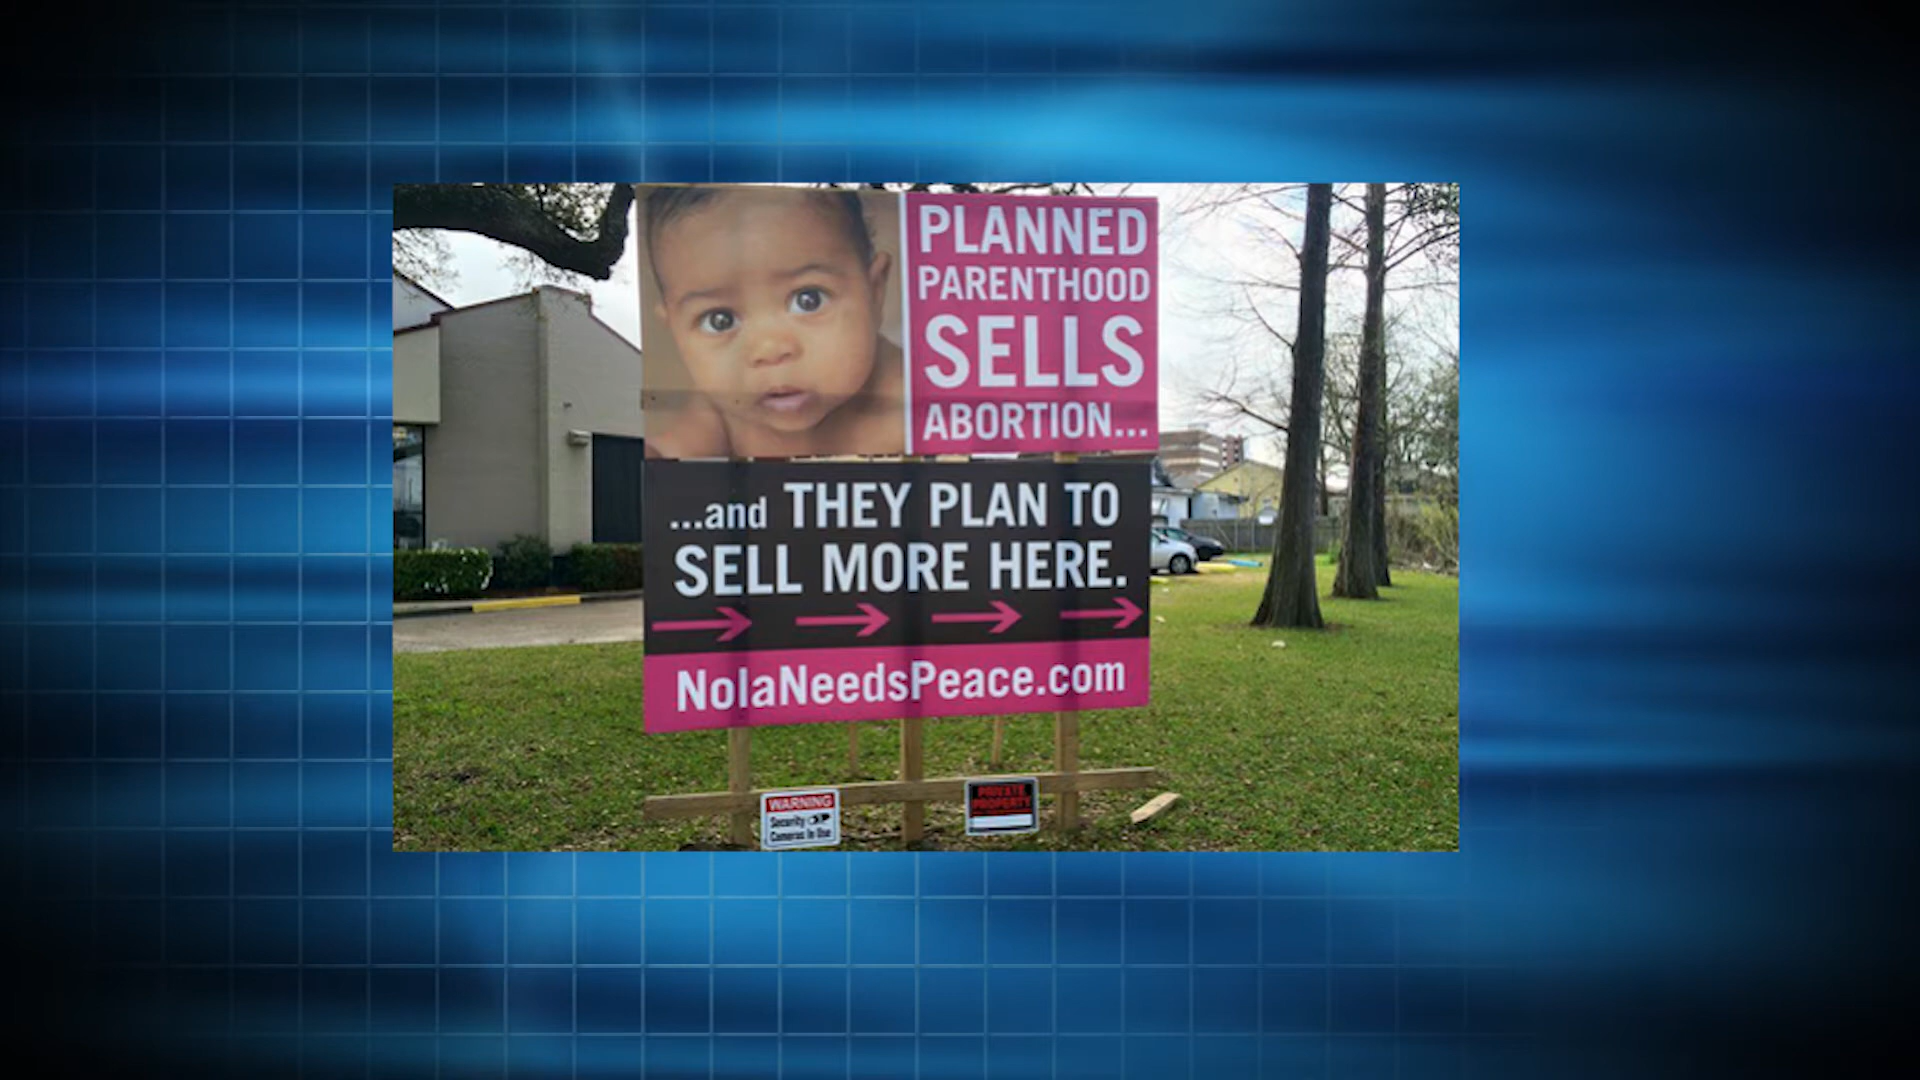 PLANNED
PARENTHOOD
SELLS
ABORTION...
...and THEY PLAN TO
SELL MORE HERE.
NolaNeedsPeace.com
WARNING
Security
Cameras In Use
PRIVATE
PROPERTY